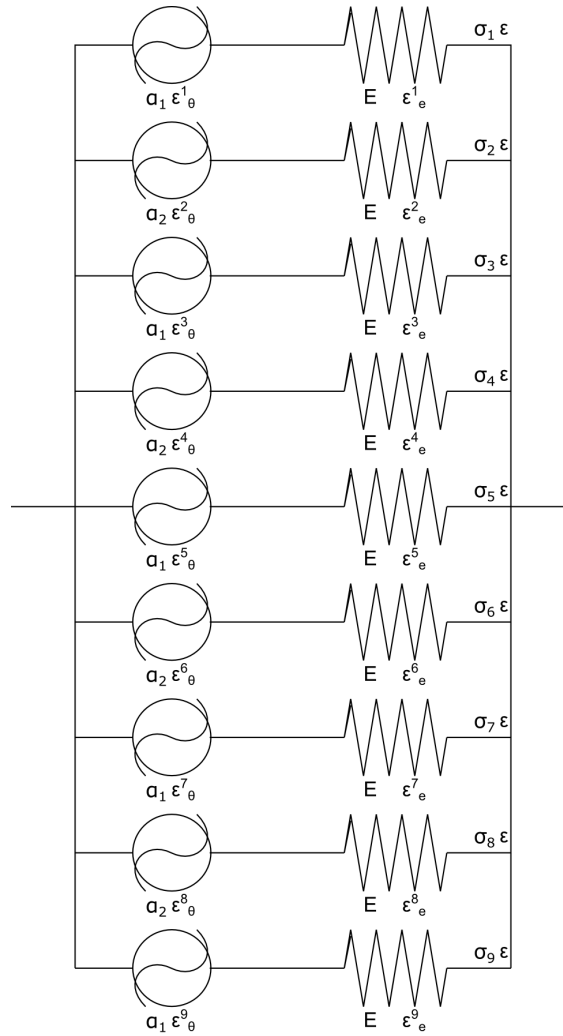 σ₁ ε
α₁ ε¹θ E ε¹e
σ₂ ε
α₂ ε²θ E ε²e
σ₃ ε
α₁ ε³θ E ε³e
σ₄ ε
α₂ ε⁴θ E ε⁴e
σ₅ ε
α₁ ε⁵θ E ε⁵e
σ₆ ε
α₂ ε⁶θ E ε⁶e
σ₇ ε
α₁ ε⁷θ E ε⁷e
σ₈ ε
α₂ ε⁸θ E ε⁸e
σ₉ ε
α₁ ε⁹θ E ε⁹e